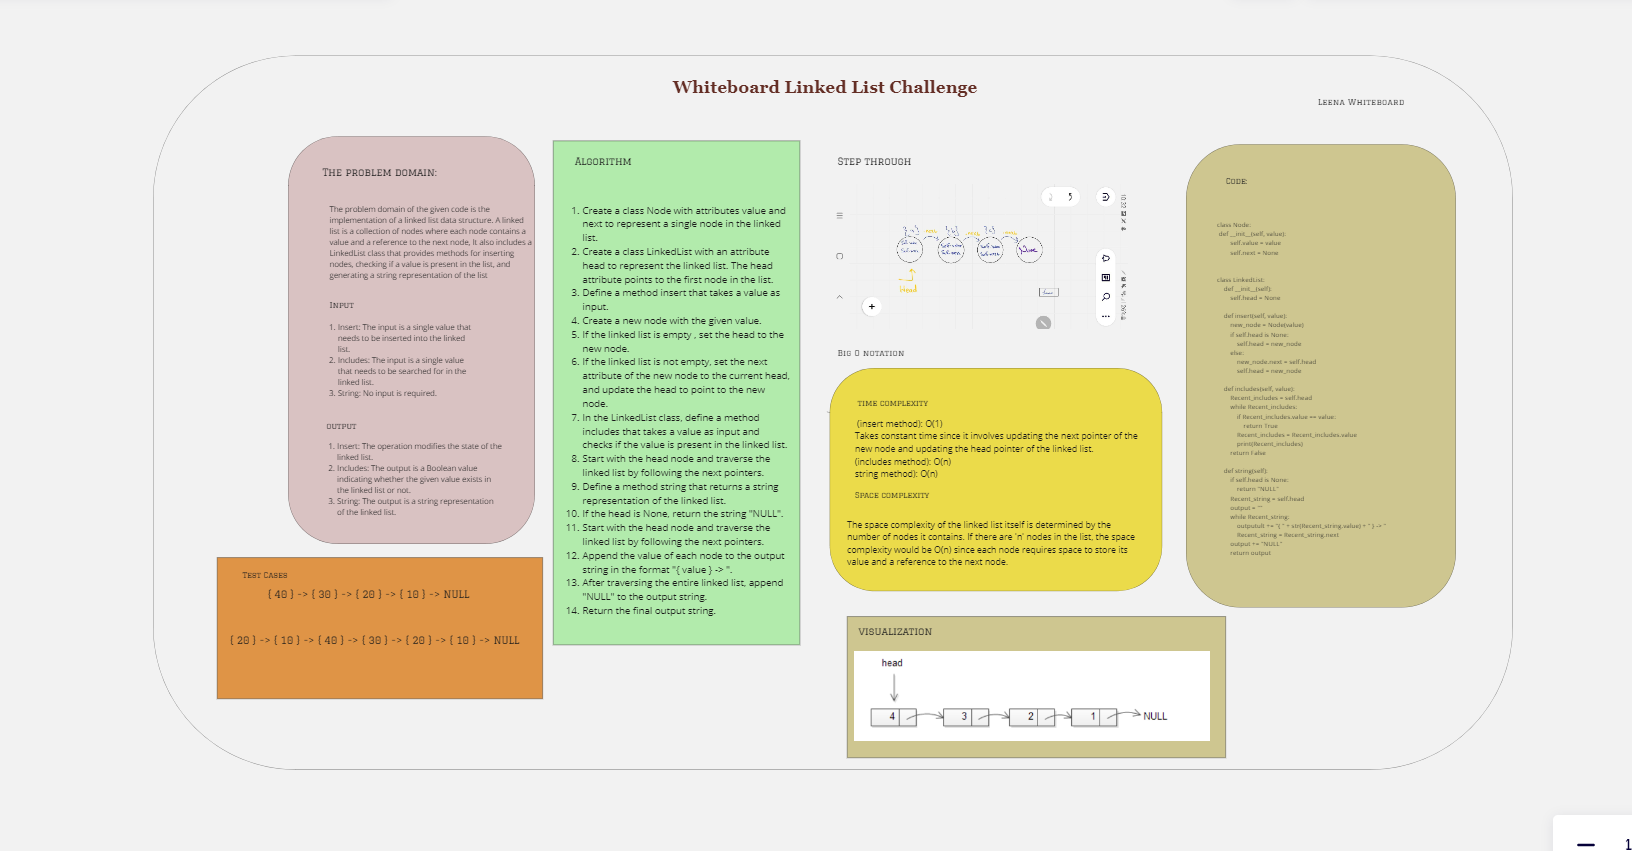 Whiteboard Linked List Challenge
Leena Whiteboard
The problem domain:
The problem domain of the given code is the
implementation of a linked list data structure. A linked
list is a collection of nodes where each node contains a
value and a reference to the next node, It also includes a
LinkedList class that provides methods for inserting
nodes, checking if a value is present in the list, and
generating a string representation of the list
Input
1. Insert: The input is a single value that
needs to be inserted into the linked
list.
2. Includes: The input is a single value
that needs to be searched for in the
linked list.
3. String: No input is required.
output
1. Insert: The operation modifies the state of the
linked list.
2. Includes: The output is a Boolean value
indicating whether the given value exists in
the linked list or not.
3. String: The output is a string representation
of the linked list.
Test Cases
{ 40 } -> { 30 } -> { 20 } -> { 10 } -> NULL
{ 20 } -> { 10 } -> { 40 } -> { 30 } -> { 20 } -> { 10 } -> NULL
Algorithm
1. Create a class Node with attributes value and
next to represent a single node in the linked
list.
2. Create a class LinkedList with an attribute
head to represent the linked list. The head
attribute points to the first node in the list.
3. Define a method insert that takes a value as
input.
4. Create a new node with the given value.
5. If the linked list is empty , set the head to the
new node.
6. If the linked list is not empty, set the next
attribute of the new node to the current head,
and update the head to point to the new
node.
7. In the LinkedList class, define a method
includes that takes a value as input and
checks if the value is present in the linked list.
8. Start with the head node and traverse the
linked list by following the next pointers.
9. Define a method string that returns a string
representation of the linked list.
10. If the head is None, return the string "NULL".
11. Start with the head node and traverse the
linked list by following the next pointers.
12. Append the value of each node to the output
string in the format "{ value } -> ".
13. After traversing the entire linked list, append
"NULL" to the output string.
14. Return the final output string.
Step through
Head
Big O notation
time complexity
(insert method): O(1)
Takes constant time since it involves updating the next pointer of the
new node and updating the head pointer of the linked list.
(includes method): O(n)
string method): O(n)
Space complexity
The space complexity of the linked list itself is determined by the
number of nodes it contains. If there are 'n' nodes in the list, the space
complexity would be O(n) since each node requires space to store its
value and a reference to the next node.
visualization
head
4 3 2 1 NULL
Code:
class Node:
def __init__(self, value):
self.value = value
self.next = None
class LinkedList:
def __init__(self):
self.head = None
def insert(self, value):
new_node = Node(value)
if self.head is None:
self.head = new_node
else:
new_node.next = self.head
self.head = new_node
def includes(self, value):
Recent_includes = self.head
while Recent_includes:
if Recent_includes.value == value:
return True
Recent_includes = Recent_includes.value
print(Recent_includes)
return False
def string(self):
if self.head is None:
return "NULL"
Recent_string = self.head
output = ""
while Recent_string:
outputult += "{ " + str(Recent_string.value) + " } -> "
Recent_string = Recent_string.next
output += "NULL"
return output